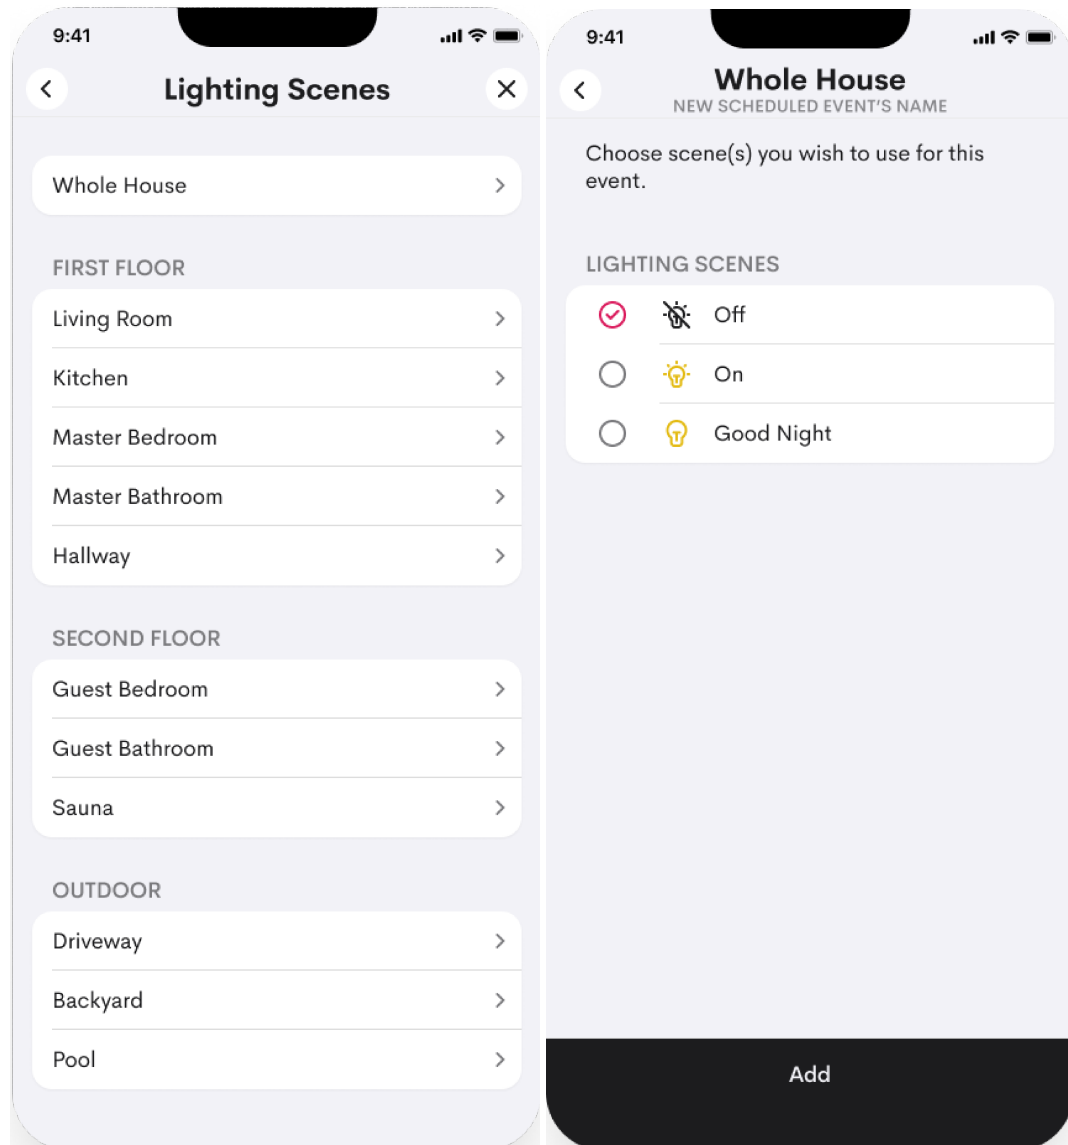 9:41
Lighting Scenes
Whole House
FIRST FLOOR
Living Room
Kitchen
Master Bedroom
Master Bathroom
Hallway
SECOND FLOOR
Guest Bedroom
Guest Bathroom
Sauna
OUTDOOR
Driveway
Backyard
Pool
9:41
Whole House
NEW SCHEDULED EVENT'S NAME
Choose scene(s) you wish to use for this
event.
LIGHTING SCENES
Off
On
Good Night
Add